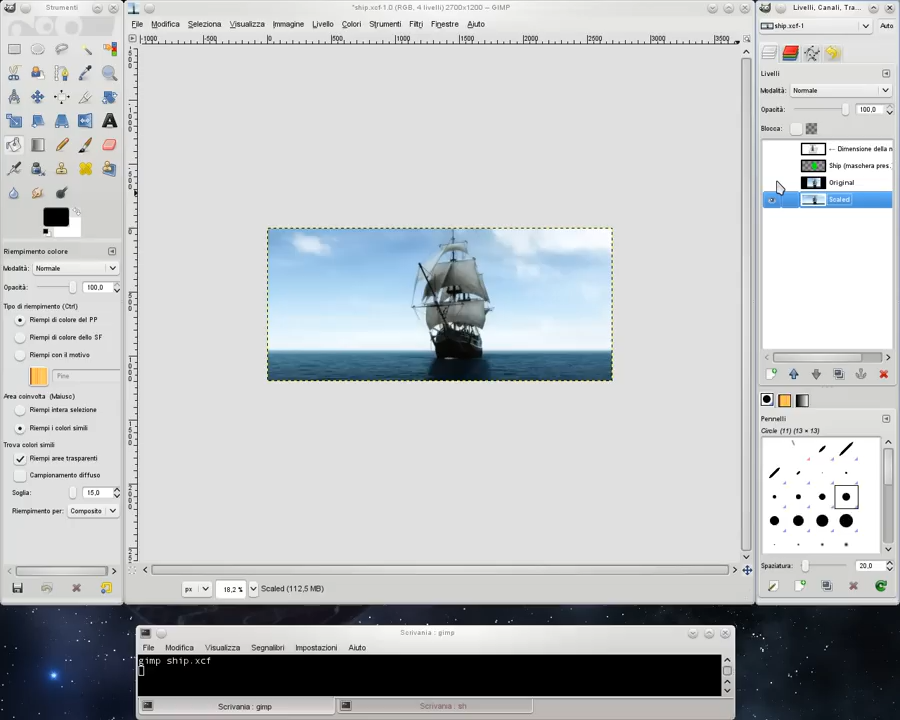 Strumenti
*ship.xcf-1.0 (RGB, 4 livelli) 2700x1200 – GIMP
Livelli, Canali, Tra...
File Modifica Seleziona Visualizza Immagine Livello Colori Strumenti Filtri Finestre Aiuto
ship.xcf-1
Auto
-1000 -500 0 500 1000 1500 2000 2500 3000 3500
Livelli
Modalità: Normale
Opacità: 100,0
Blocca:
← Dimensione della n
Ship (maschera pres.
Original
Scaled
Riempimento colore
Modalità: Normale
Opacità: 100,0
Tipo di riempimento (Ctrl)
Riempi di colore del PP
Riempi di colore dello SF
Riempi con il motivo
Pine
Area coinvolta (Maiusc)
Riempi intera selezione
Riempi i colori simili
Trova colori simili
Riempi aree trasparenti
Campionamento diffuso
Soglia: 15,0
Riempimento per: Composito
Pennelli
Circle (11) (13 × 13)
Spaziatura: 20,0
px 18,2 % Scaled (112,5 MB)
Scrivania : gimp
File Modifica Visualizza Segnalibri Impostazioni Aiuto
gimp ship.xcf
Scrivania : gimp
Scrivania : sh